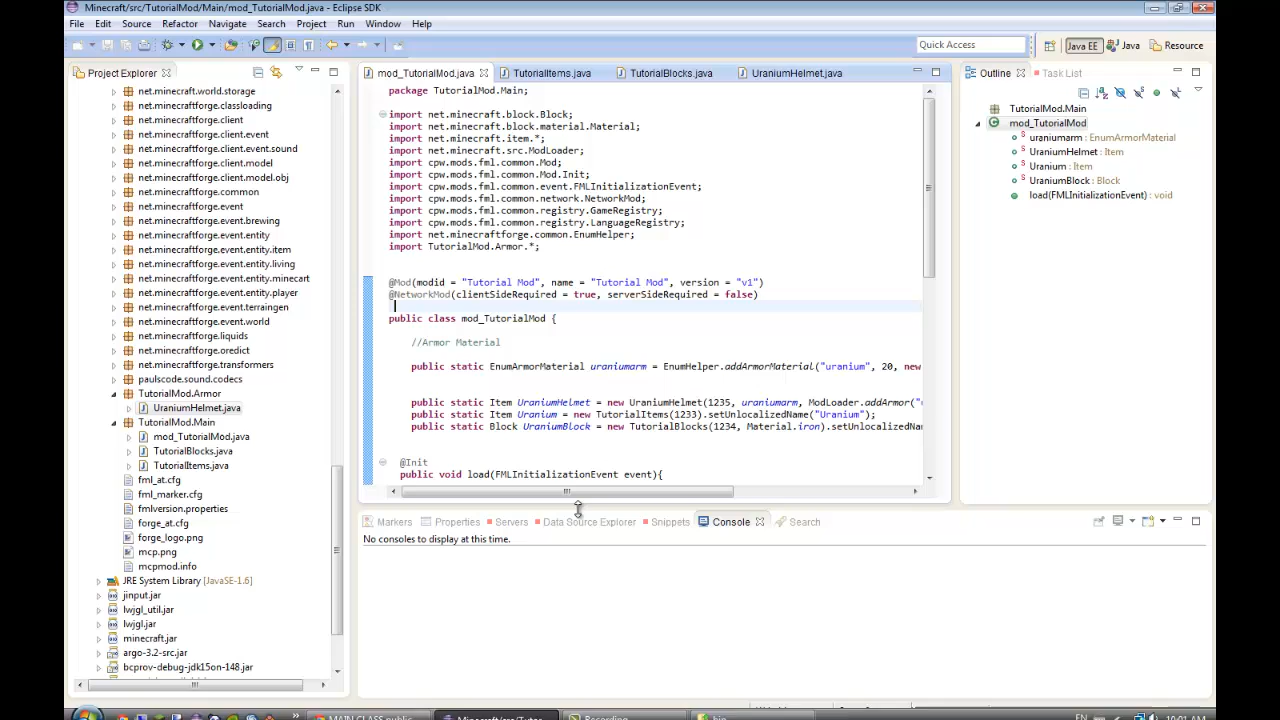 Minecraft/src/TutorialMod/Main/mod_TutorialMod.java - Eclipse SDK
File Edit Source Refactor Navigate Search Project Run Window Help
Quick Access
Java EE Java Resource
Project Explorer
net.minecraft.world.storage
net.minecraftforge.classloading
net.minecraftforge.client
net.minecraftforge.client.event
net.minecraftforge.client.event.sound
net.minecraftforge.client.model
net.minecraftforge.client.model.obj
net.minecraftforge.common
net.minecraftforge.event
net.minecraftforge.event.brewing
net.minecraftforge.event.entity
net.minecraftforge.event.entity.item
net.minecraftforge.event.entity.living
net.minecraftforge.event.entity.minecart
net.minecraftforge.event.entity.player
net.minecraftforge.event.terraingen
net.minecraftforge.event.world
net.minecraftforge.liquids
net.minecraftforge.oredict
net.minecraftforge.transformers
paulscode.sound.codecs
TutorialMod.Armor
UraniumHelmet.java
TutorialMod.Main
mod_TutorialMod.java
TutorialBlocks.java
TutorialItems.java
fml_at.cfg
fml_marker.cfg
fmlversion.properties
forge_at.cfg
forge_logo.png
mcp.png
mcpmod.info
JRE System Library [JavaSE-1.6]
jinput.jar
lwjgl_util.jar
lwjgl.jar
minecraft.jar
argo-3.2-src.jar
bcprov-debug-jdk15on-148.jar
mod_TutorialMod.java TutorialItems.java TutorialBlocks.java UraniumHelmet.java
package TutorialMod.Main;
import net.minecraft.block.Block;
import net.minecraft.block.material.Material;
import net.minecraft.item.*;
import net.minecraft.src.ModLoader;
import cpw.mods.fml.common.Mod;
import cpw.mods.fml.common.Mod.Init;
import cpw.mods.fml.common.event.FMLInitializationEvent;
import cpw.mods.fml.common.network.NetworkMod;
import cpw.mods.fml.common.registry.GameRegistry;
import cpw.mods.fml.common.registry.LanguageRegistry;
import net.minecraftforge.common.EnumHelper;
import TutorialMod.Armor.*;
@Mod(modid = "Tutorial Mod", name = "Tutorial Mod", version = "v1")
@NetworkMod(clientSideRequired = true, serverSideRequired = false)
public class mod_TutorialMod {
//Armor Material
public static EnumArmorMaterial uraniumarm = EnumHelper.addArmorMaterial("uranium", 20, new
public static Item UraniumHelmet = new UraniumHelmet(1235, uraniumarm, ModLoader.addArmor("
public static Item Uranium = new TutorialItems(1233).setUnlocalizedName("Uranium");
public static Block UraniumBlock = new TutorialBlocks(1234, Material.iron).setUnlocalizedNa
@Init
public void load(FMLInitializationEvent event){
Outline Task List
TutorialMod.Main
mod_TutorialMod
uraniumarm : EnumArmorMaterial
UraniumHelmet : Item
Uranium : Item
UraniumBlock : Block
load(FMLInitializationEvent) : void
Markers Properties Servers Data Source Explorer Snippets Console Search
No consoles to display at this time.
MAIN CLASS public Minecraft/src/Tutor... Recording... bin EN 10:01 AM